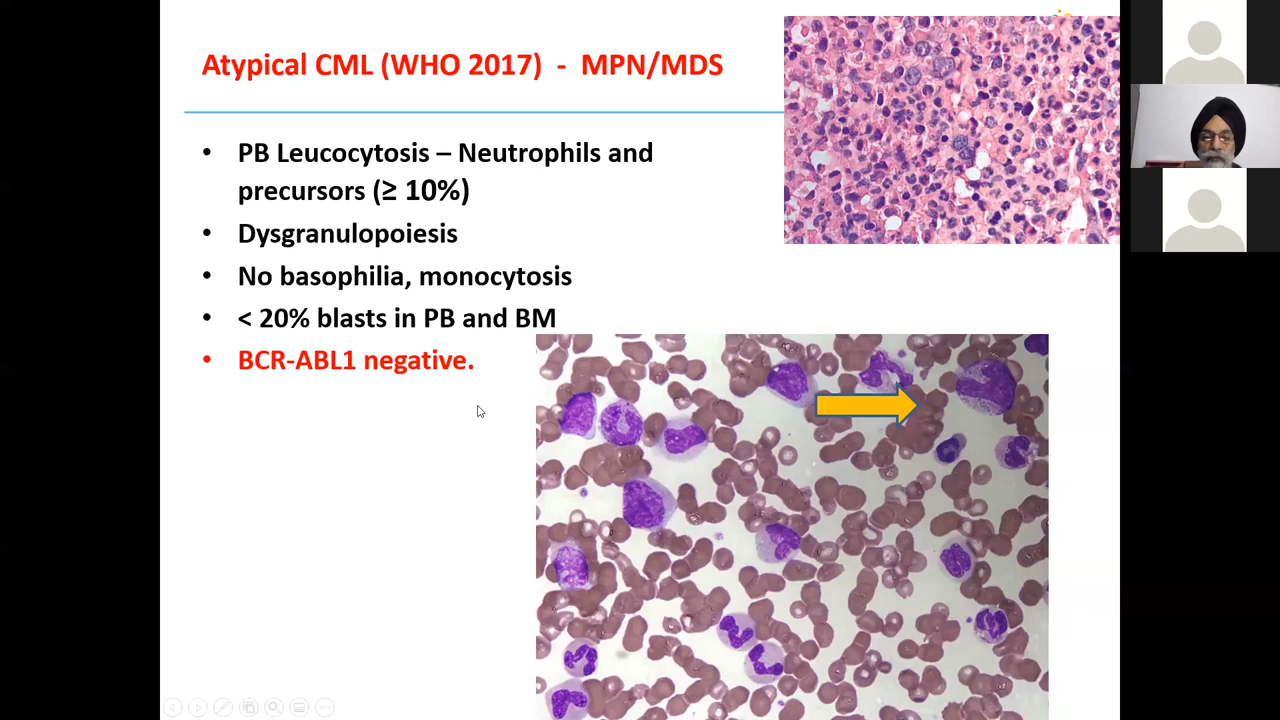 Atypical CML (WHO 2017) - MPN/MDS
• PB Leucocytosis – Neutrophils and
precursors (≥ 10%)
• Dysgranulopoiesis
• No basophilia, monocytosis
• < 20% blasts in PB and BM
• BCR-ABL1 negative.